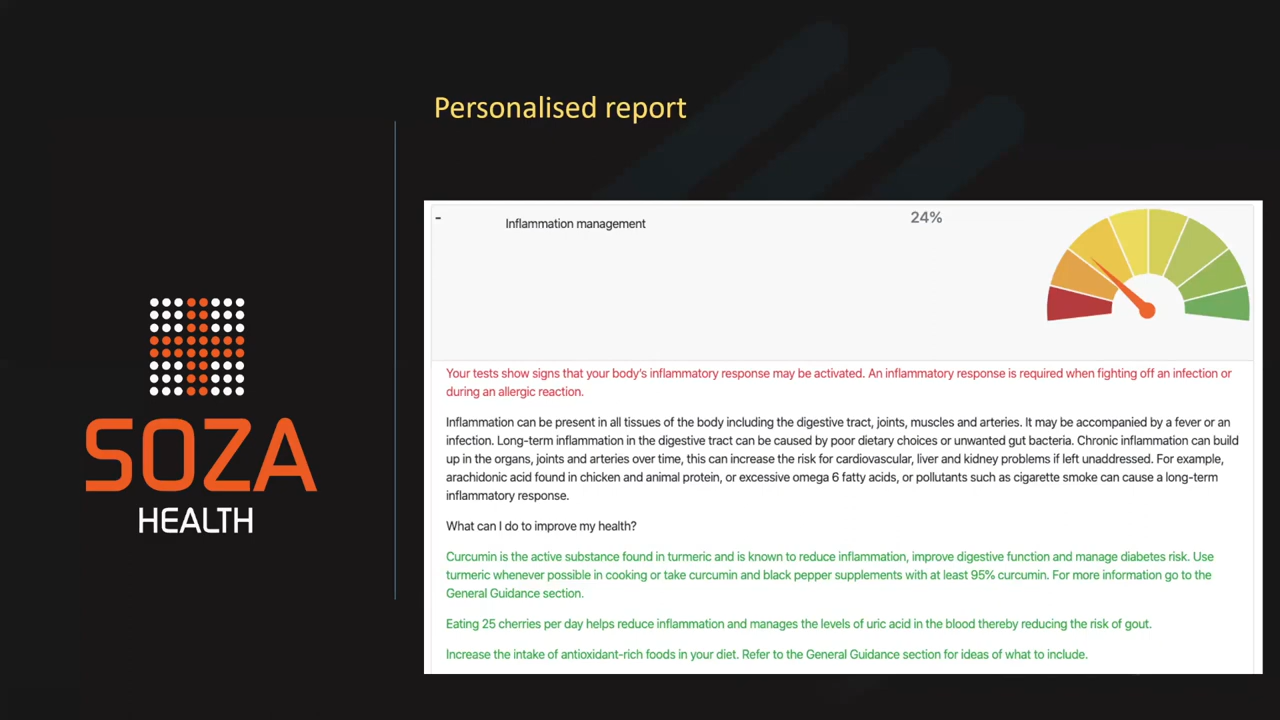 Personalised report
SOZA
HEALTH
-
Inflammation management
24%
Your tests show signs that your body's inflammatory response may be activated. An inflammatory response is required when fighting off an infection or
during an allergic reaction.
Inflammation can be present in all tissues of the body including the digestive tract, joints, muscles and arteries. It may be accompanied by a fever or an
infection. Long-term inflammation in the digestive tract can be caused by poor dietary choices or unwanted gut bacteria. Chronic inflammation can build
up in the organs, joints and arteries over time, this can increase the risk for cardiovascular, liver and kidney problems if left unaddressed. For example,
arachidonic acid found in chicken and animal protein, or excessive omega 6 fatty acids, or pollutants such as cigarette smoke can cause a long-term
inflammatory response.
What can I do to improve my health?
Curcumin is the active substance found in turmeric and is known to reduce inflammation, improve digestive function and manage diabetes risk. Use
turmeric whenever possible in cooking or take curcumin and black pepper supplements with at least 95% curcumin. For more information go to the
General Guidance section.
Eating 25 cherries per day helps reduce inflammation and manages the levels of uric acid in the blood thereby reducing the risk of gout.
Increase the intake of antioxidant-rich foods in your diet. Refer to the General Guidance section for ideas of what to include.